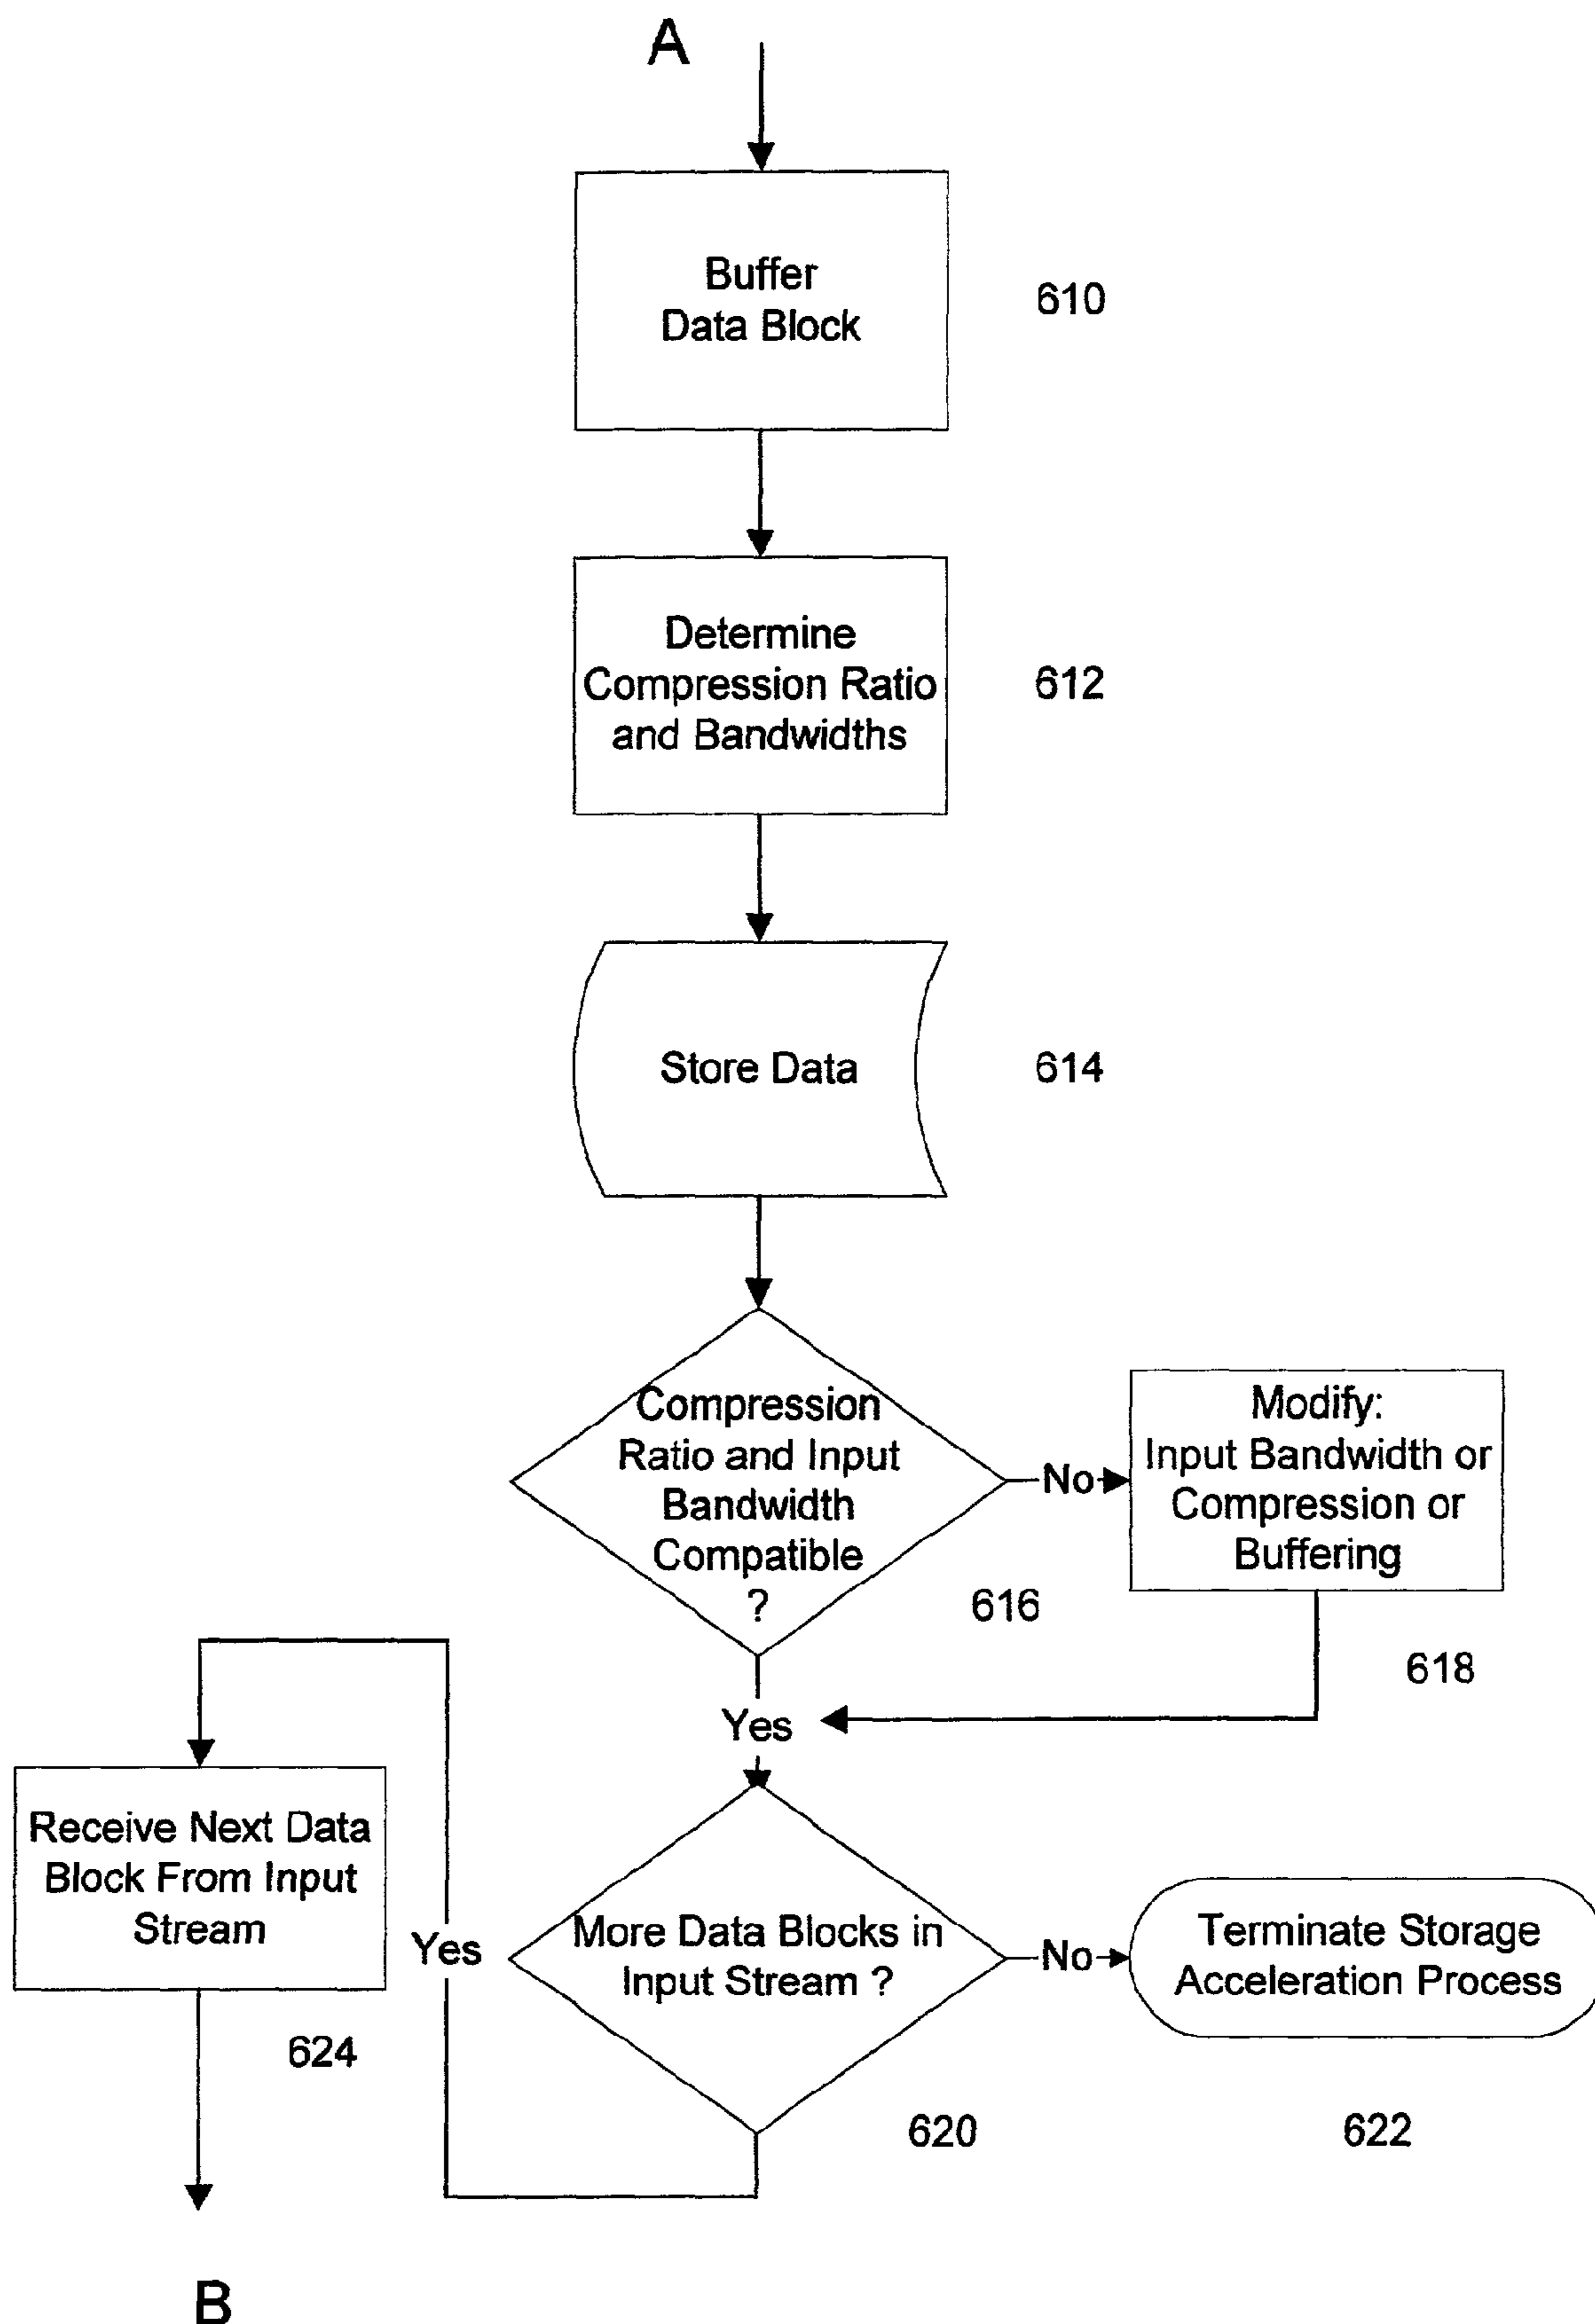 A
Buffer
Data Block
610
Determine
Compression Ratio
and Bandwidths
612
Store Data
614
Compression
Ratio and Input
Bandwidth
Compatible
?
616
No
Modify:
Input Bandwidth or
Compression or
Buffering
618
Yes
More Data Blocks in
Input Stream ?
620
No
Terminate Storage
Acceleration Process
622
Yes
Receive Next Data
Block From Input
Stream
624
B